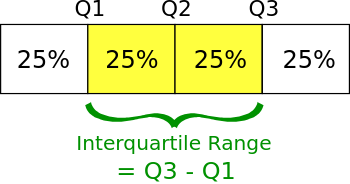 Q1 Q2 Q3
25% 25% 25% 25%
Interquartile Range
= Q3 - Q1